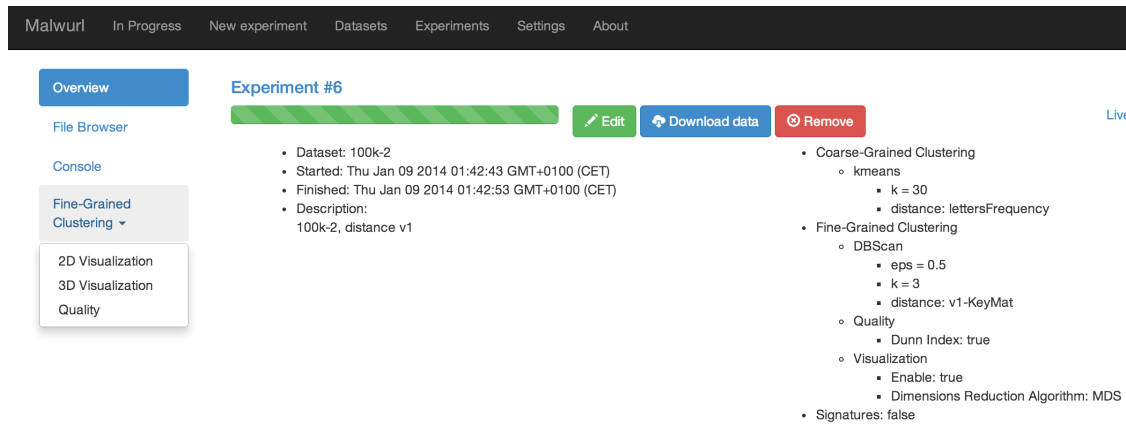 Malwurl In Progress New experiment Datasets Experiments Settings About
Overview
File Browser
Console
Fine-Grained
Clustering
2D Visualization
3D Visualization
Quality
Experiment #6
Edit Download data Remove
Live
Dataset: 100k-2
Started: Thu Jan 09 2014 01:42:43 GMT+0100 (CET)
Finished: Thu Jan 09 2014 01:42:53 GMT+0100 (CET)
Description:
100k-2, distance v1
Coarse-Grained Clustering
kmeans
k = 30
distance: lettersFrequency
Fine-Grained Clustering
DBScan
eps = 0.5
k = 3
distance: v1-KeyMat
Quality
Dunn Index: true
Visualization
Enable: true
Dimensions Reduction Algorithm: MDS
Signatures: false